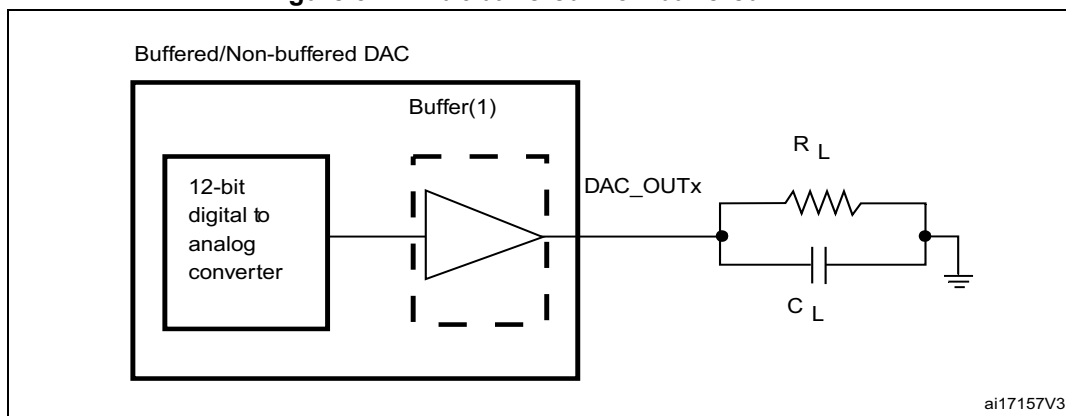 Buffered/Non-buffered DAC
Buffer(1)
12-bit
digital to
analog
converter
DAC_OUTx
R L
C L
ai17157V3